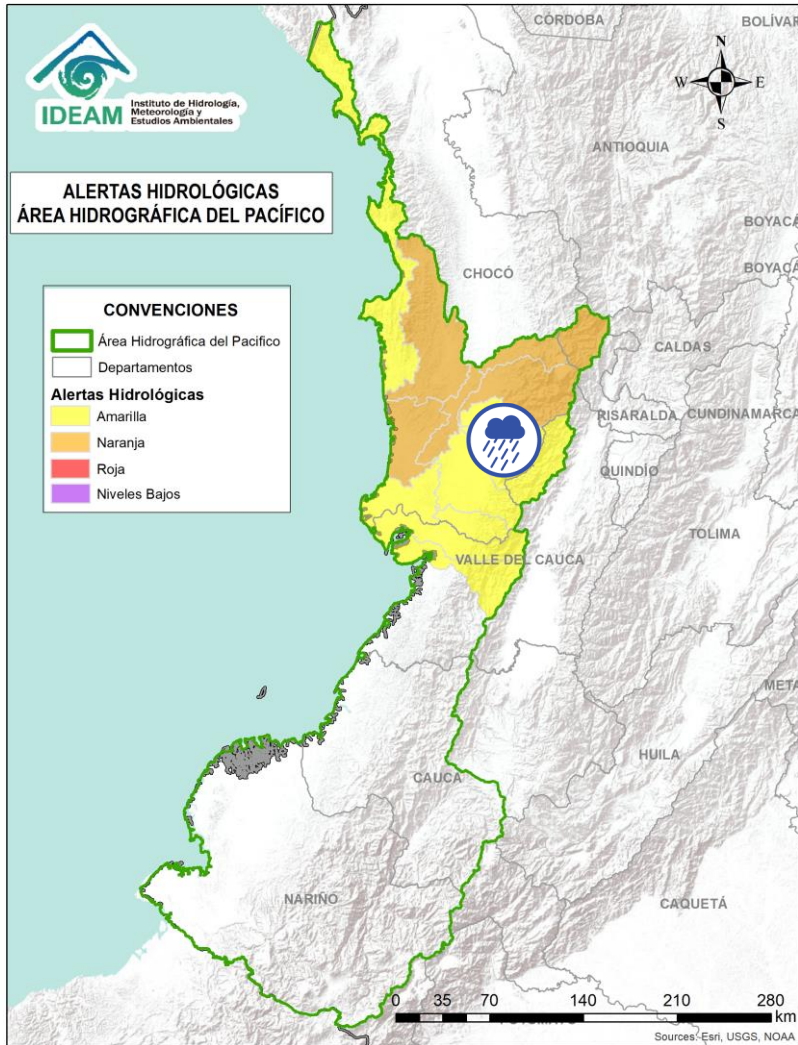 IDEAM
Instituto de Hidrología,
Meteorología y
Estudios Ambientales
ALERTAS HIDROLÓGICAS
ÁREA HIDROGRÁFICA DEL PACÍFICO
CONVENCIONES
Área Hidrográfica del Pacifico
Departamentos
Alertas Hidrológicas
Amarilla
Naranja
Roja
Niveles Bajos
CÓRDOBA
BOLÍVAR
N
W E
S
ANTIOQUIA
BOYACÁ
CHOCÓ
BOYACÁ
CALDAS
RISARALDA
CUNDINAMARCA
QUINDÍO
TOLIMA
VALLE DEL CAUCA
META
HUILA
CAUCA
NARIÑO
CAQUETÁ
0 35 70 140 210 280
km
Sources: Esri, USGS, NOAA